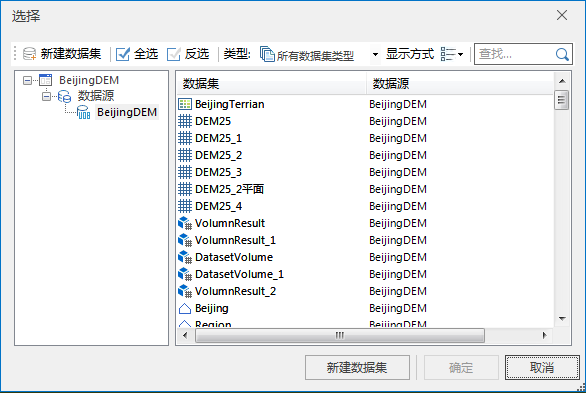 选择
新建数据集 全选 反选 类型: 所有数据集类型 显示方式 查找...
BeijingDEM
数据源
BeijingDEM
数据集 数据源
BeijingTerrian BeijingDEM
DEM25 BeijingDEM
DEM25_1 BeijingDEM
DEM25_2 BeijingDEM
DEM25_3 BeijingDEM
DEM25_2平面 BeijingDEM
DEM25_4 BeijingDEM
VolumnResult BeijingDEM
VolumnResult_1 BeijingDEM
DatasetVolume BeijingDEM
DatasetVolume_1 BeijingDEM
VolumnResult_2 BeijingDEM
Beijing BeijingDEM
Region BeijingDEM
新建数据集 确定 取消